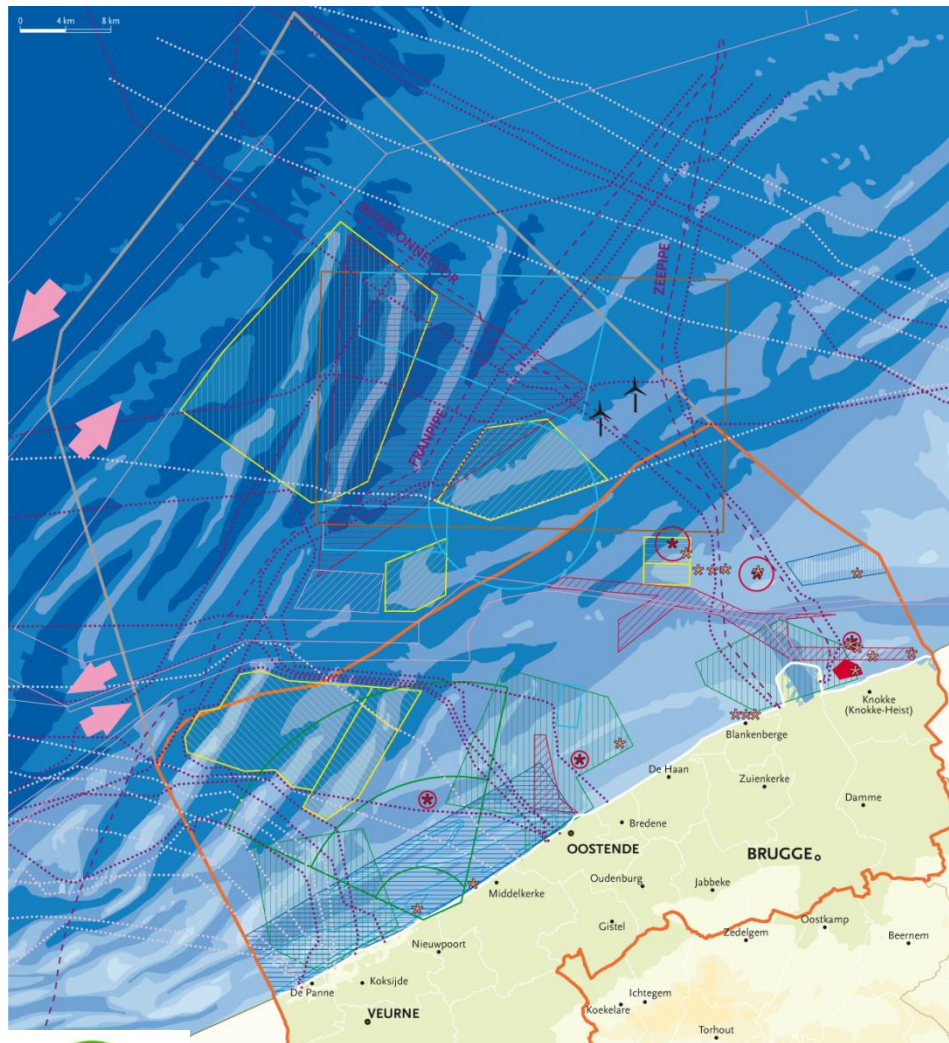 0 4 km 8 km
INTERCONNECTOR
ZEEPIPE
FRANPIPE
Knokke
(Knokke-Heist)
Blankenberge
De Haan
Zuienkerke
Damme
Bredene
OOSTENDE
BRUGGE
Middelkerke
Oudenburg
Jabbeke
Gistel
Oostkamp
Zedelgem
Beernem
Nieuwpoort
Koksijde
De Panne
Ichtegem
Koekelare
VEURNE
Torhout